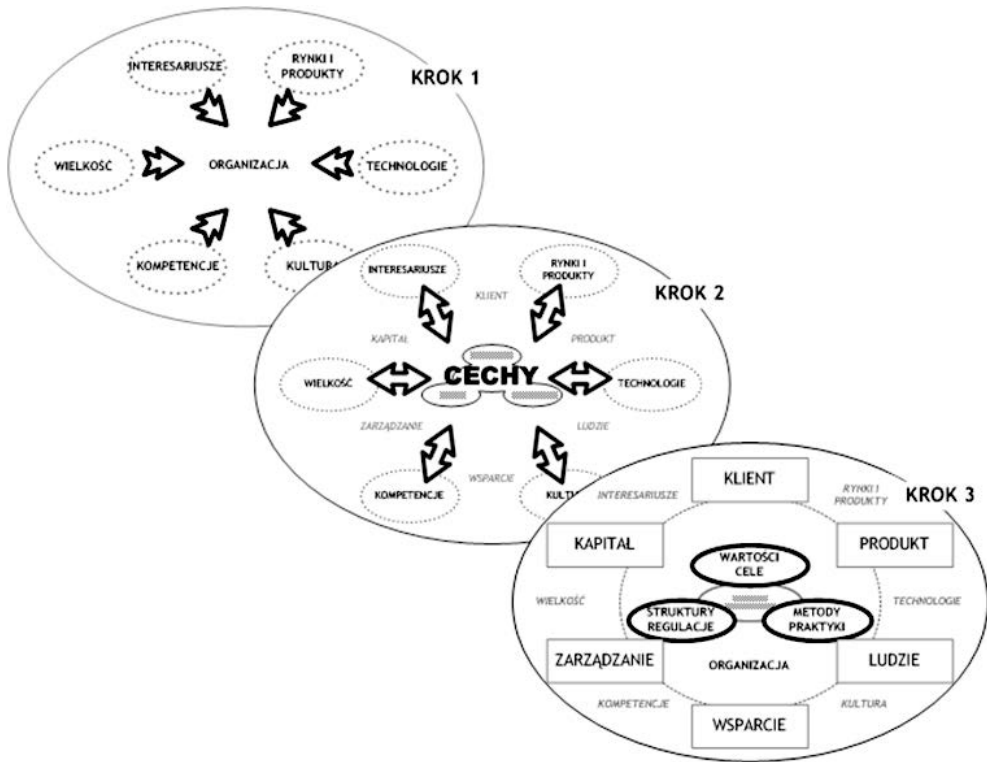 INTERESARIUSZE
RYNKI I
PRODUKTY
KROK 1
WIELKOŚĆ
ORGANIZACJA
TECHNOLOGIE
KOMPETENCJE
KULTURA
INTERESARIUSZE
RYNKI I
PRODUKTY
KROK 2
KLIENT
KAPITAŁ
PRODUKT
WIELKOŚĆ
CECHY
TECHNOLOGIE
ZARZĄDZANIE
LUDZIE
WSPARCIE
KOMPETENCJE
KULTU
KROK 3
KLIENT
INTERESARIUSZE
RYNKI I
PRODUKTY
KAPITAŁ
PRODUKT
WARTOŚCI
CELE
WIELKOŚĆ
TECHNOLOGIE
STRUKTURY
REGULACJE
METODY
PRAKTYKI
ZARZĄDZANIE
ORGANIZACJA
LUDZIE
KOMPETENCJE
KULTURA
WSPARCIE